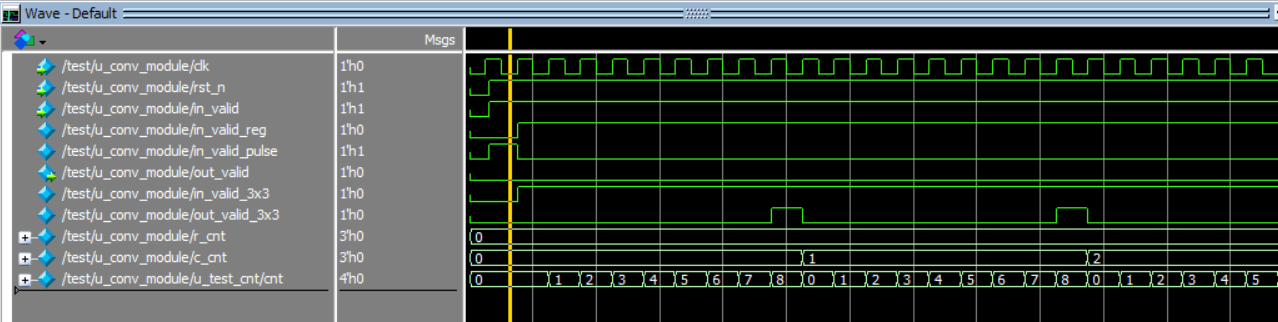 Wave - Default
Msgs
/test/u_conv_module/clk 1'h0
/test/u_conv_module/rst_n 1'h1
/test/u_conv_module/in_valid 1'h1
/test/u_conv_module/in_valid_reg 1'h0
/test/u_conv_module/in_valid_pulse 1'h1
/test/u_conv_module/out_valid 1'h0
/test/u_conv_module/in_valid_3x3 1'h0
/test/u_conv_module/out_valid_3x3 1'h0
/test/u_conv_module/r_cnt 3'h0 0
/test/u_conv_module/c_cnt 3'h0 0 1 2
/test/u_conv_module/u_test_cnt/cnt 4'h0 0 1 2 3 4 5 6 7 8 0 1 2 3 4 5 6 7 8 0 1 2 3 4 5